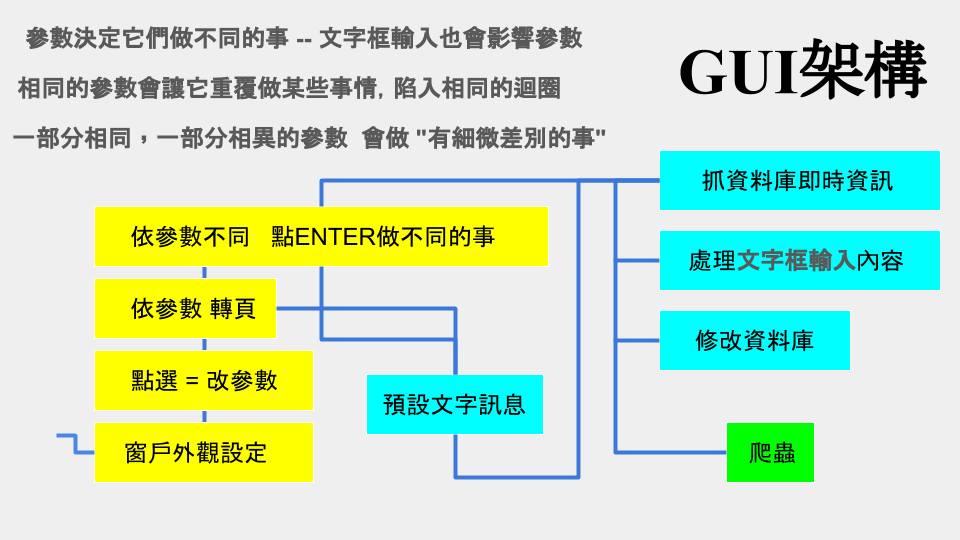 參數決定它們做不同的事 -- 文字框輸入也會影響參數
相同的參數會讓它重覆做某些事情, 陷入相同的迴圈
一部分相同，一部分相異的參數 會做 "有細微差別的事"
GUI架構
抓資料庫即時資訊
依參數不同 點ENTER做不同的事
處理文字框輸入內容
依參數 轉頁
修改資料庫
點選 = 改參數
預設文字訊息
窗戶外觀設定
爬蟲